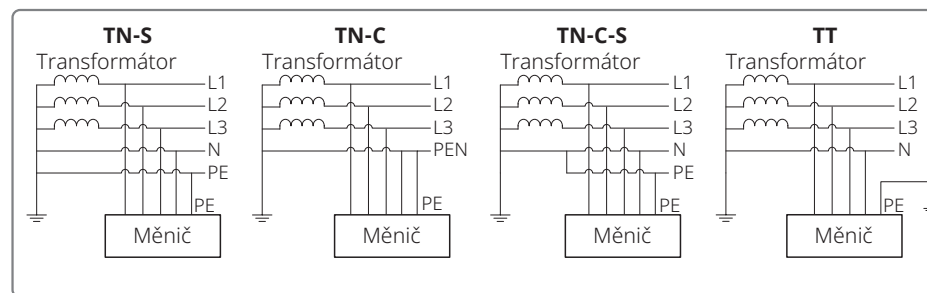 TN-S
Transformátor
L1
L2
L3
N
PE
PE
Měnič
TN-C
Transformátor
L1
L2
L3
PEN
PE
Měnič
TN-C-S
Transformátor
L1
L2
L3
N
PE
PE
Měnič
TT
Transformátor
L1
L2
L3
N
PE
Měnič